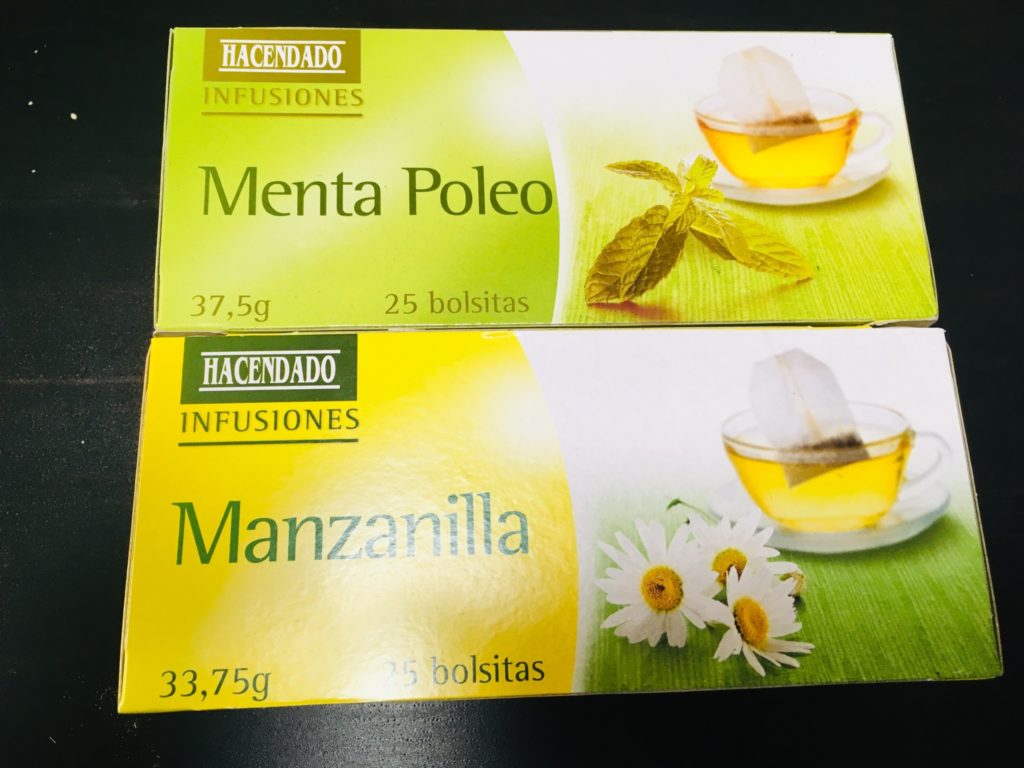 HACENDADO
INFUSIONES
Menta Poleo
37,5g 25 bolsitas
HACENDADO
INFUSIONES
Manzanilla
33,75g 25 bolsitas